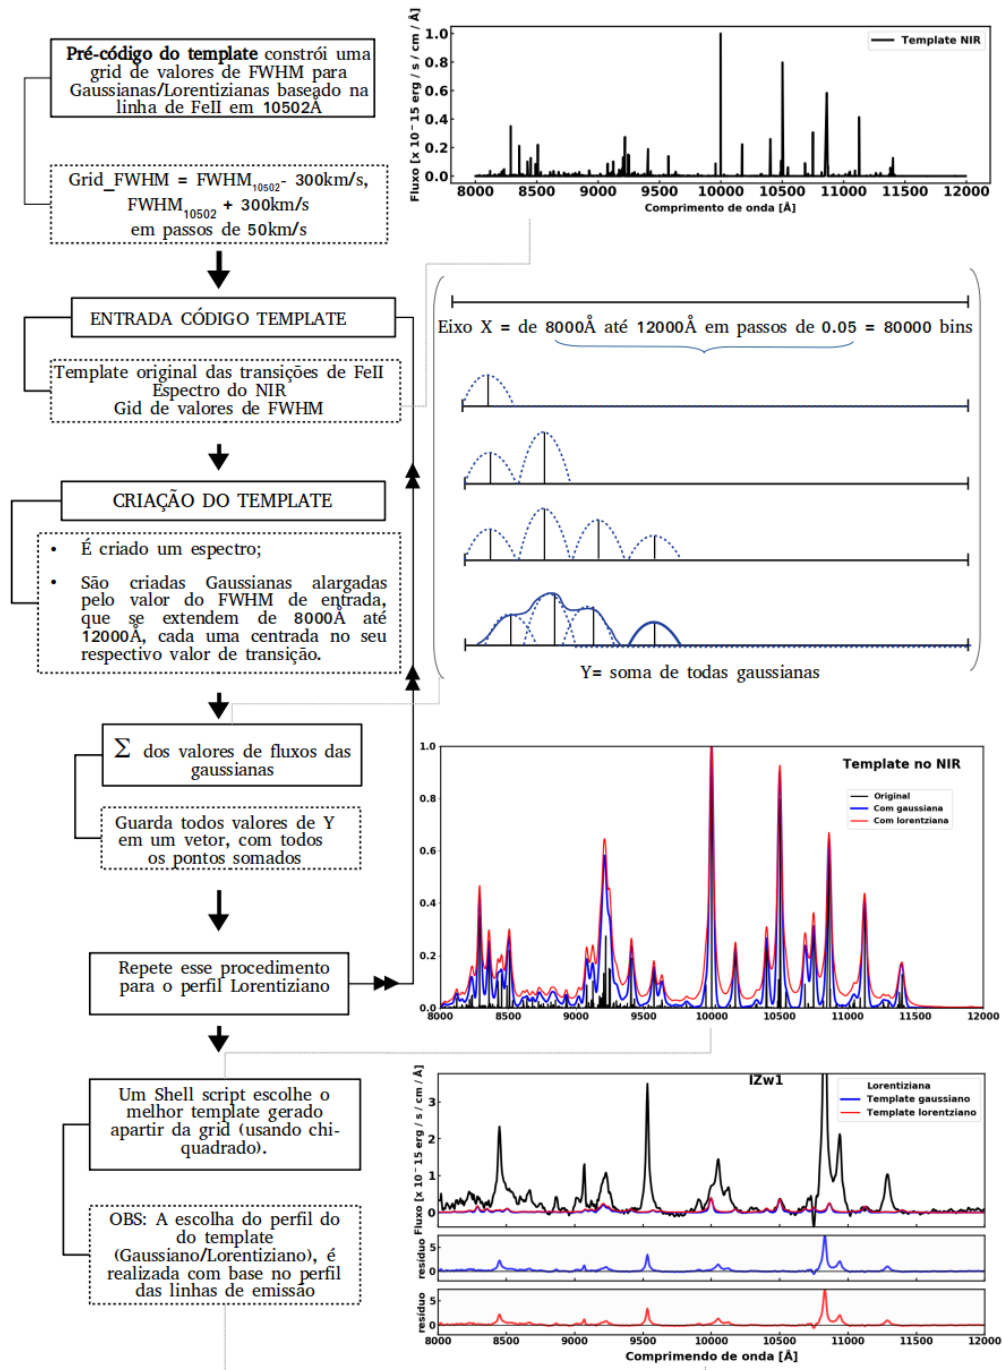 Pré-código do template constrói uma
grid de valores de FWHM para
Gaussianas/Lorentizianas baseado na
linha de FeII em 10502Å
Grid_FWHM = FWHM10502- 300km/s,
FWHM10502 + 300km/s
em passos de 50km/s
ENTRADA CÓDIGO TEMPLATE
Template original das transições de FeII
Espectro do NIR
Gid de valores de FWHM
CRIAÇÃO DO TEMPLATE
• É criado um espectro;
• São criadas Gaussianas alargadas
pelo valor do FWHM de entrada,
que se extendem de 8000Å até
12000Å, cada uma centrada no seu
respectivo valor de transição.
Σ dos valores de fluxos das
gaussianas
Guarda todos valores de Y
em um vetor, com todos
os pontos somados
Repete esse procedimento
para o perfil Lorentiziano
Um Shell script escolhe o
melhor template gerado
apartir da grid (usando chi-
quadrado).
OBS: A escolha do perfil do
do template
(Gaussiano/Lorentiziano), é
realizada com base no perfil
das linhas de emissão
Fluxo [x 10⁻15 erg / s / cm / Å]
1.0
0.8
0.6
0.4
0.2
0.0
Template NIR
8000 8500 9000 9500 10000 10500 11000 11500 12000
Comprimento de onda [Å]
Eixo X = de 8000Å até 12000Å em passos de 0.05 = 80000 bins
Y= soma de todas gaussianas
1.0
0.8
0.6
0.4
0.2
0.0
Template no NIR
Original
Com gaussiana
Com lorentziana
8000 8500 9000 9500 10000 10500 11000 11500 12000
IZw1
Fluxo [x 10⁻15 erg / s / cm / Å]
3
2
1
0
Lorentiziana
Template gaussiano
Template lorentziano
resíduo
5
0
resíduo
5
0
8000 8500 9000 9500 10000 10500 11000 11500 12000
Comprimendo de onda [Å]